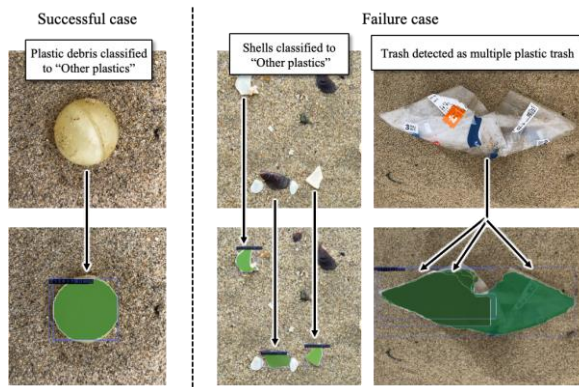 Successful case
Failure case
Plastic debris classified
to “Other plastics”
Shells classified to
“Other plastics”
Trash detected as multiple plastic trash